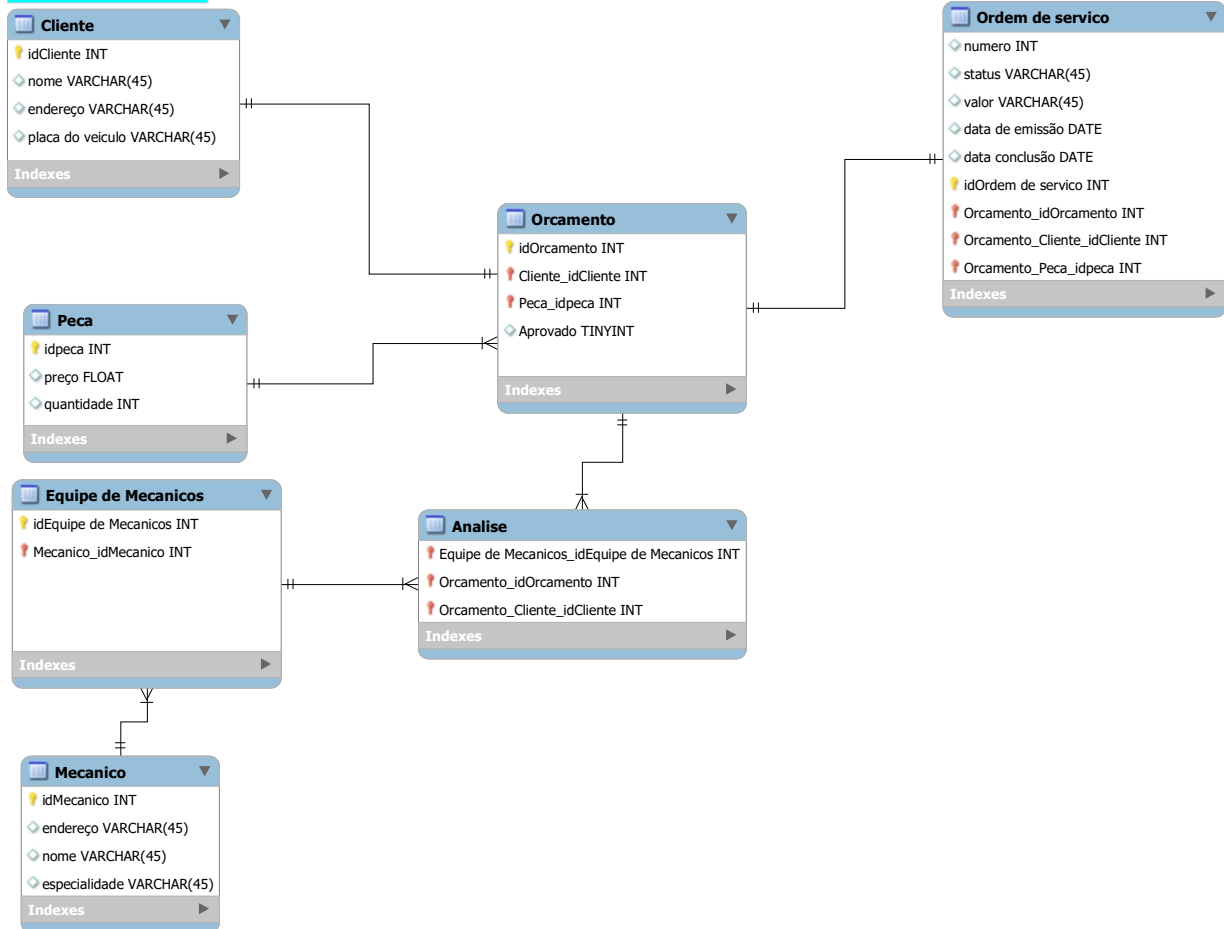 Cliente
idCliente INT
nome VARCHAR(45)
endereço VARCHAR(45)
placa do veiculo VARCHAR(45)
Indexes
Ordem de servico
numero INT
status VARCHAR(45)
valor VARCHAR(45)
data de emissão DATE
data conclusão DATE
idOrdem de servico INT
Orcamento_idOrcamento INT
Orcamento_Cliente_idCliente INT
Orcamento_Peca_idpeca INT
Indexes
Orcamento
idOrcamento INT
Cliente_idCliente INT
Peca_idpeca INT
Aprovado TINYINT
Indexes
Peca
idpeca INT
preço FLOAT
quantidade INT
Indexes
Equipe de Mecanicos
idEquipe de Mecanicos INT
Mecanico_idMecanico INT
Indexes
Analise
Equipe de Mecanicos_idEquipe de Mecanicos INT
Orcamento_idOrcamento INT
Orcamento_Cliente_idCliente INT
Indexes
Mecanico
idMecanico INT
endereço VARCHAR(45)
nome VARCHAR(45)
especialidade VARCHAR(45)
Indexes